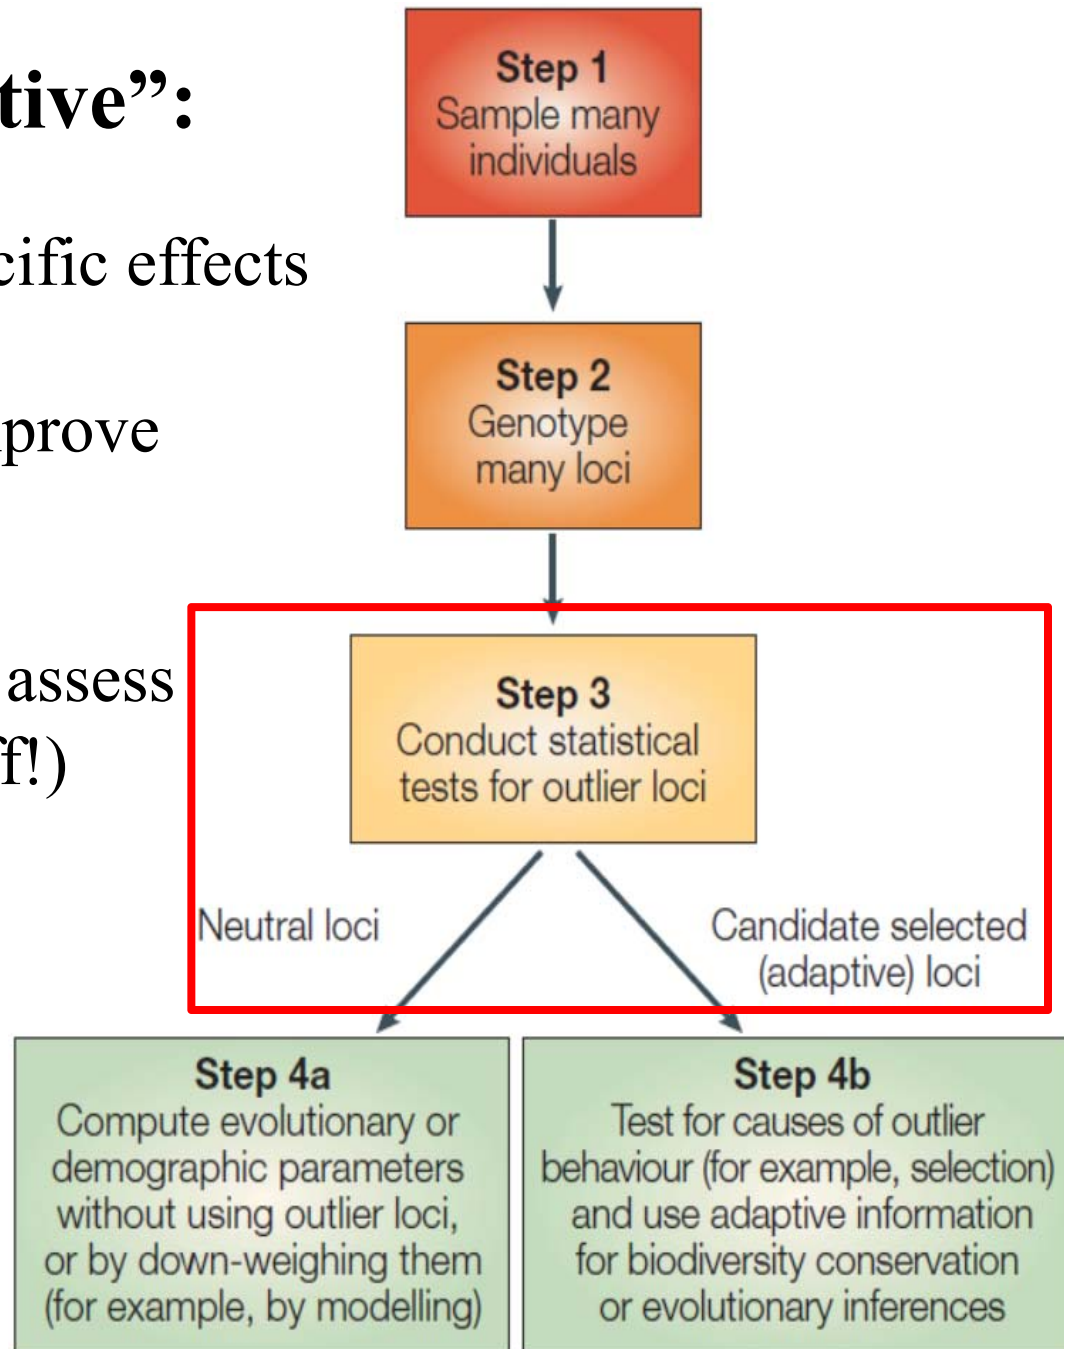 tive”:
cific effects
prove
assess
ff!)
Step 1
Sample many
individuals
Step 2
Genotype
many loci
Step 3
Conduct statistical
tests for outlier loci
Neutral loci
Candidate selected
(adaptive) loci
Step 4a
Compute evolutionary or
demographic parameters
without using outlier loci,
or by down-weighing them
(for example, by modelling)
Step 4b
Test for causes of outlier
behaviour (for example, selection)
and use adaptive information
for biodiversity conservation
or evolutionary inferences